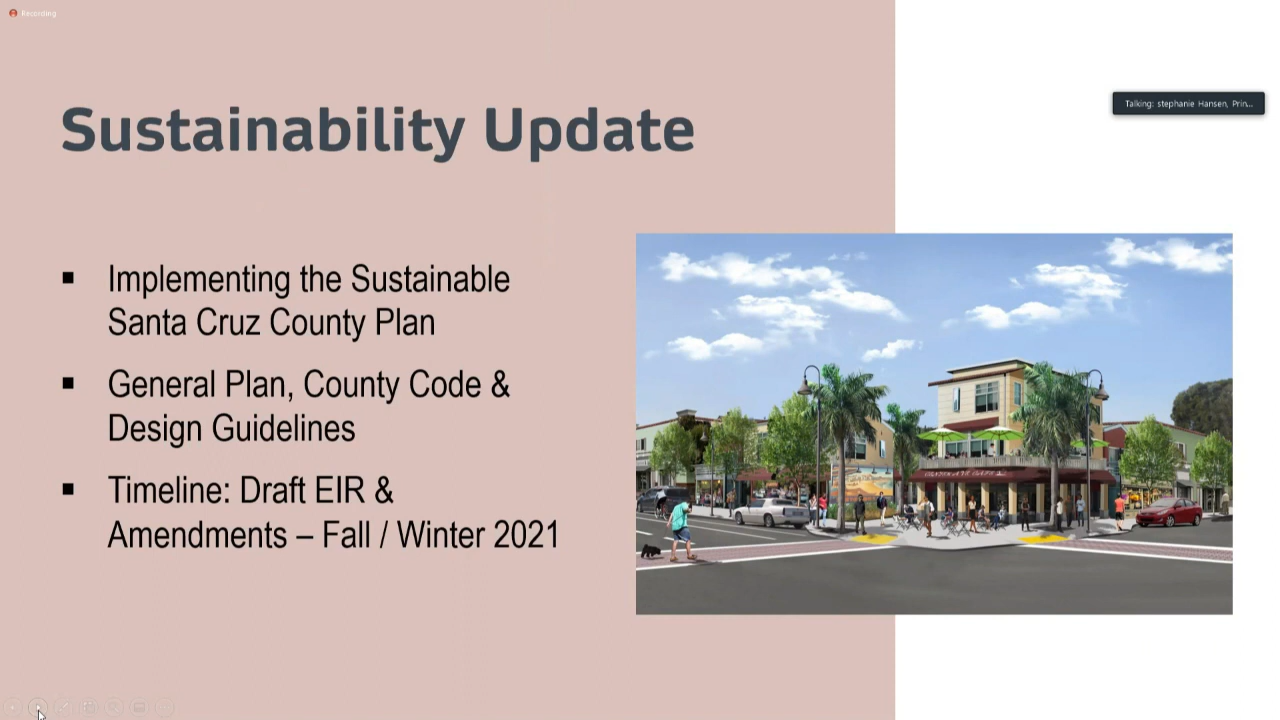 Recording
Talking: stephanie Hansen, Prin...
Sustainability Update
▪ Implementing the Sustainable
Santa Cruz County Plan
▪ General Plan, County Code &
Design Guidelines
▪ Timeline: Draft EIR &
Amendments – Fall / Winter 2021